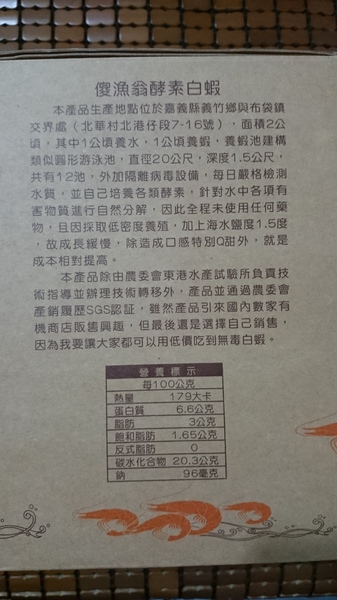 傻漁翁酵素白蝦
本產品生產地點位於嘉義縣義竹鄉與布袋鎮
交界處（北華村北港仔段7-16號），面積2公
頃，其中1公頃養水，1公頃養蝦，養蝦池建構
類似圓形游泳池，直徑20公尺，深度1.5公尺，
共有12池，外加隔離病毒設備，每日嚴格檢測
水質，並自己培養各類酵素，針對水中各項有
害物質進行自然分解，因此全程未使用任何藥
物，且因採取低密度養殖，加上海水鹽度1.5度
，故成長緩慢，除造成口感特別Q甜外，就是
成本相對提高。
本產品除由農委會東港水產試驗所負責技
術指導並辦理技術轉移外，產品並通過農委會
產銷履歷SGS認証，雖然產品引來國內數家有
機商店販售興趣，但最後還是選擇自己銷售，
因為我要讓大家都可以用低價吃到無毒白蝦。
營養標示
每100公克
熱量 179大卡
蛋白質 6.6公克
脂肪 3公克
飽和脂肪 1.65公克
反式脂肪 0
碳水化合物 20.3公克
鈉 96毫克